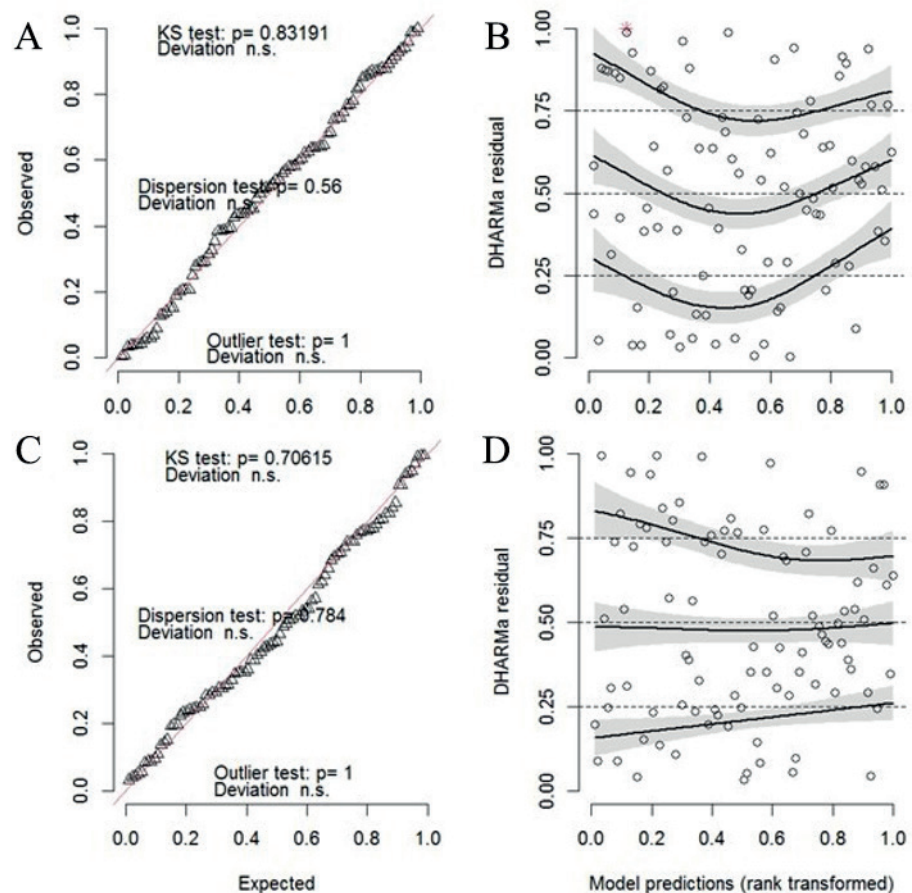 A
KS test: p= 0.83191
Deviation n.s.
Dispersion test: p= 0.56
Deviation n.s.
Outlier test: p= 1
Deviation n.s.
Observed
0.0 0.2 0.4 0.6 0.8 1.0
0.0 0.2 0.4 0.6 0.8 1.0
B
DHARMa residual
0.00 0.25 0.50 0.75 1.00
0.0 0.2 0.4 0.6 0.8 1.0
C
KS test: p= 0.70615
Deviation n.s.
Dispersion test: p= 0.784
Deviation n.s.
Outlier test: p= 1
Deviation n.s.
Observed
0.0 0.2 0.4 0.6 0.8 1.0
0.0 0.2 0.4 0.6 0.8 1.0
Expected
D
DHARMa residual
0.00 0.25 0.50 0.75 1.00
0.0 0.2 0.4 0.6 0.8 1.0
Model predictions (rank transformed)